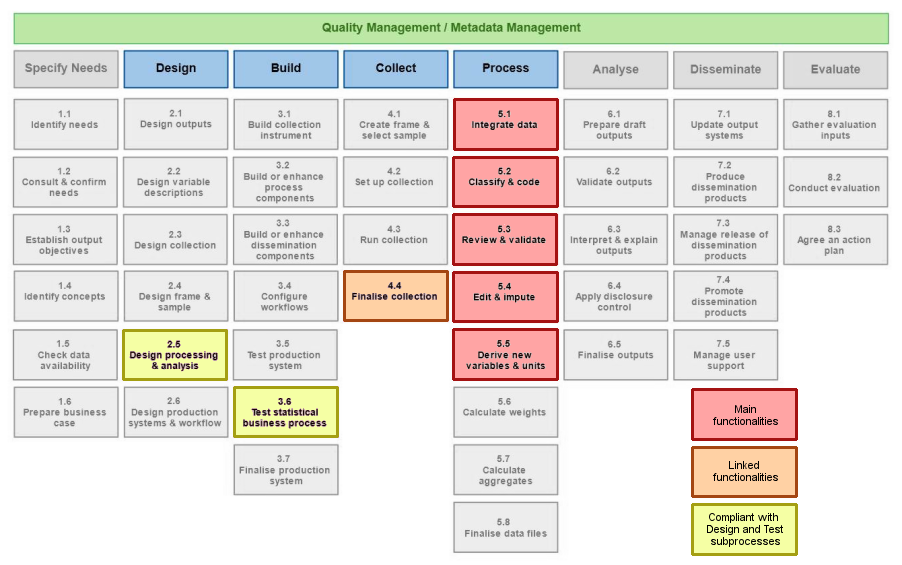 Quality Management / Metadata Management
Specify Needs
Design
Build
Collect
Process
Analyse
Disseminate
Evaluate
1.1
Identify needs
2.1
Design outputs
3.1
Build collection
instrument
4.1
Create frame &
select sample
5.1
Integrate data
6.1
Prepare draft
outputs
7.1
Update output
systems
8.1
Gather evaluation
inputs
1.2
Consult & confirm
needs
2.2
Design variable
descriptions
3.2
Build or enhance
process
components
4.2
Set up collection
5.2
Classify & code
6.2
Validate outputs
7.2
Produce
dissemination
products
8.2
Conduct evaluation
1.3
Establish output
objectives
2.3
Design collection
3.3
Build or enhance
dissemination
components
4.3
Run collection
5.3
Review & validate
6.3
Interpret & explain
outputs
7.3
Manage release of
dissemination
products
8.3
Agree an action
plan
1.4
Identify concepts
2.4
Design frame &
sample
3.4
Configure
workflows
4.4
Finalise collection
5.4
Edit & impute
6.4
Apply disclosure
control
7.4
Promote
dissemination
products
1.5
Check data
availability
2.5
Design processing
& analysis
3.5
Test production
system
5.5
Derive new
variables & units
6.5
Finalise outputs
7.5
Manage user
support
1.6
Prepare business
case
2.6
Design production
systems & workflow
3.6
Test statistical
business process
5.6
Calculate weights
3.7
Finalise production
system
5.7
Calculate
aggregates
5.8
Finalise data files
Main
functionalities
Linked
functionalities
Compliant with
Design and Test
subprocesses